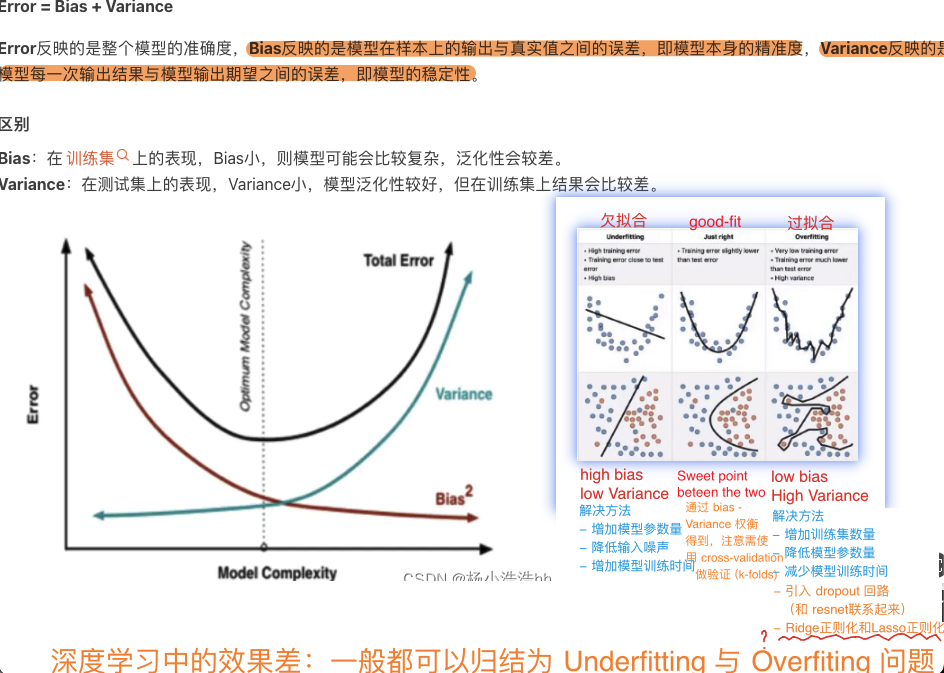 Error = Bias + Variance
Error反映的是整个模型的准确度，Bias反映的是模型在样本上的输出与真实值之间的误差，即模型本身的精准度，Variance反映的是
模型每一次输出结果与模型输出期望之间的误差，即模型的稳定性。
区别
Bias：在 训练集 上的表现，Bias小，则模型可能会比较复杂，泛化性会较差。
Variance：在测试集上的表现，Variance小，模型泛化性较好，但在训练集上结果会比较差。
Error
Optimum Model Complexity
Total Error
Variance
Bias²
Model Complexity
CSDN @杨小浩浩hh
欠拟合
good-fit
过拟合
Underfitting
Just right
Overfitting
• High training error
• Training error close to test
error
• High bias
• Training error slightly lower
than test error
• Very low training error
• Training error much lower
than test error
• High variance
high bias
low Variance
解决方法
– 增加模型参数量
– 降低输入噪声
– 增加模型训练时间
Sweet point
beteen the two
通过 bias -
Variance 权衡
得到，注意需使
用 cross-validation
做验证 (k-folds)
low bias
High Variance
解决方法
– 增加训练集数量
– 降低模型参数量
– 减少模型训练时间
– 引入 dropout 回路
（和 resnet联系起来）
– Ridge正则化和Lasso正则化
?
深度学习中的效果差：一般都可以归结为 Underfitting 与 Overfiting 问题